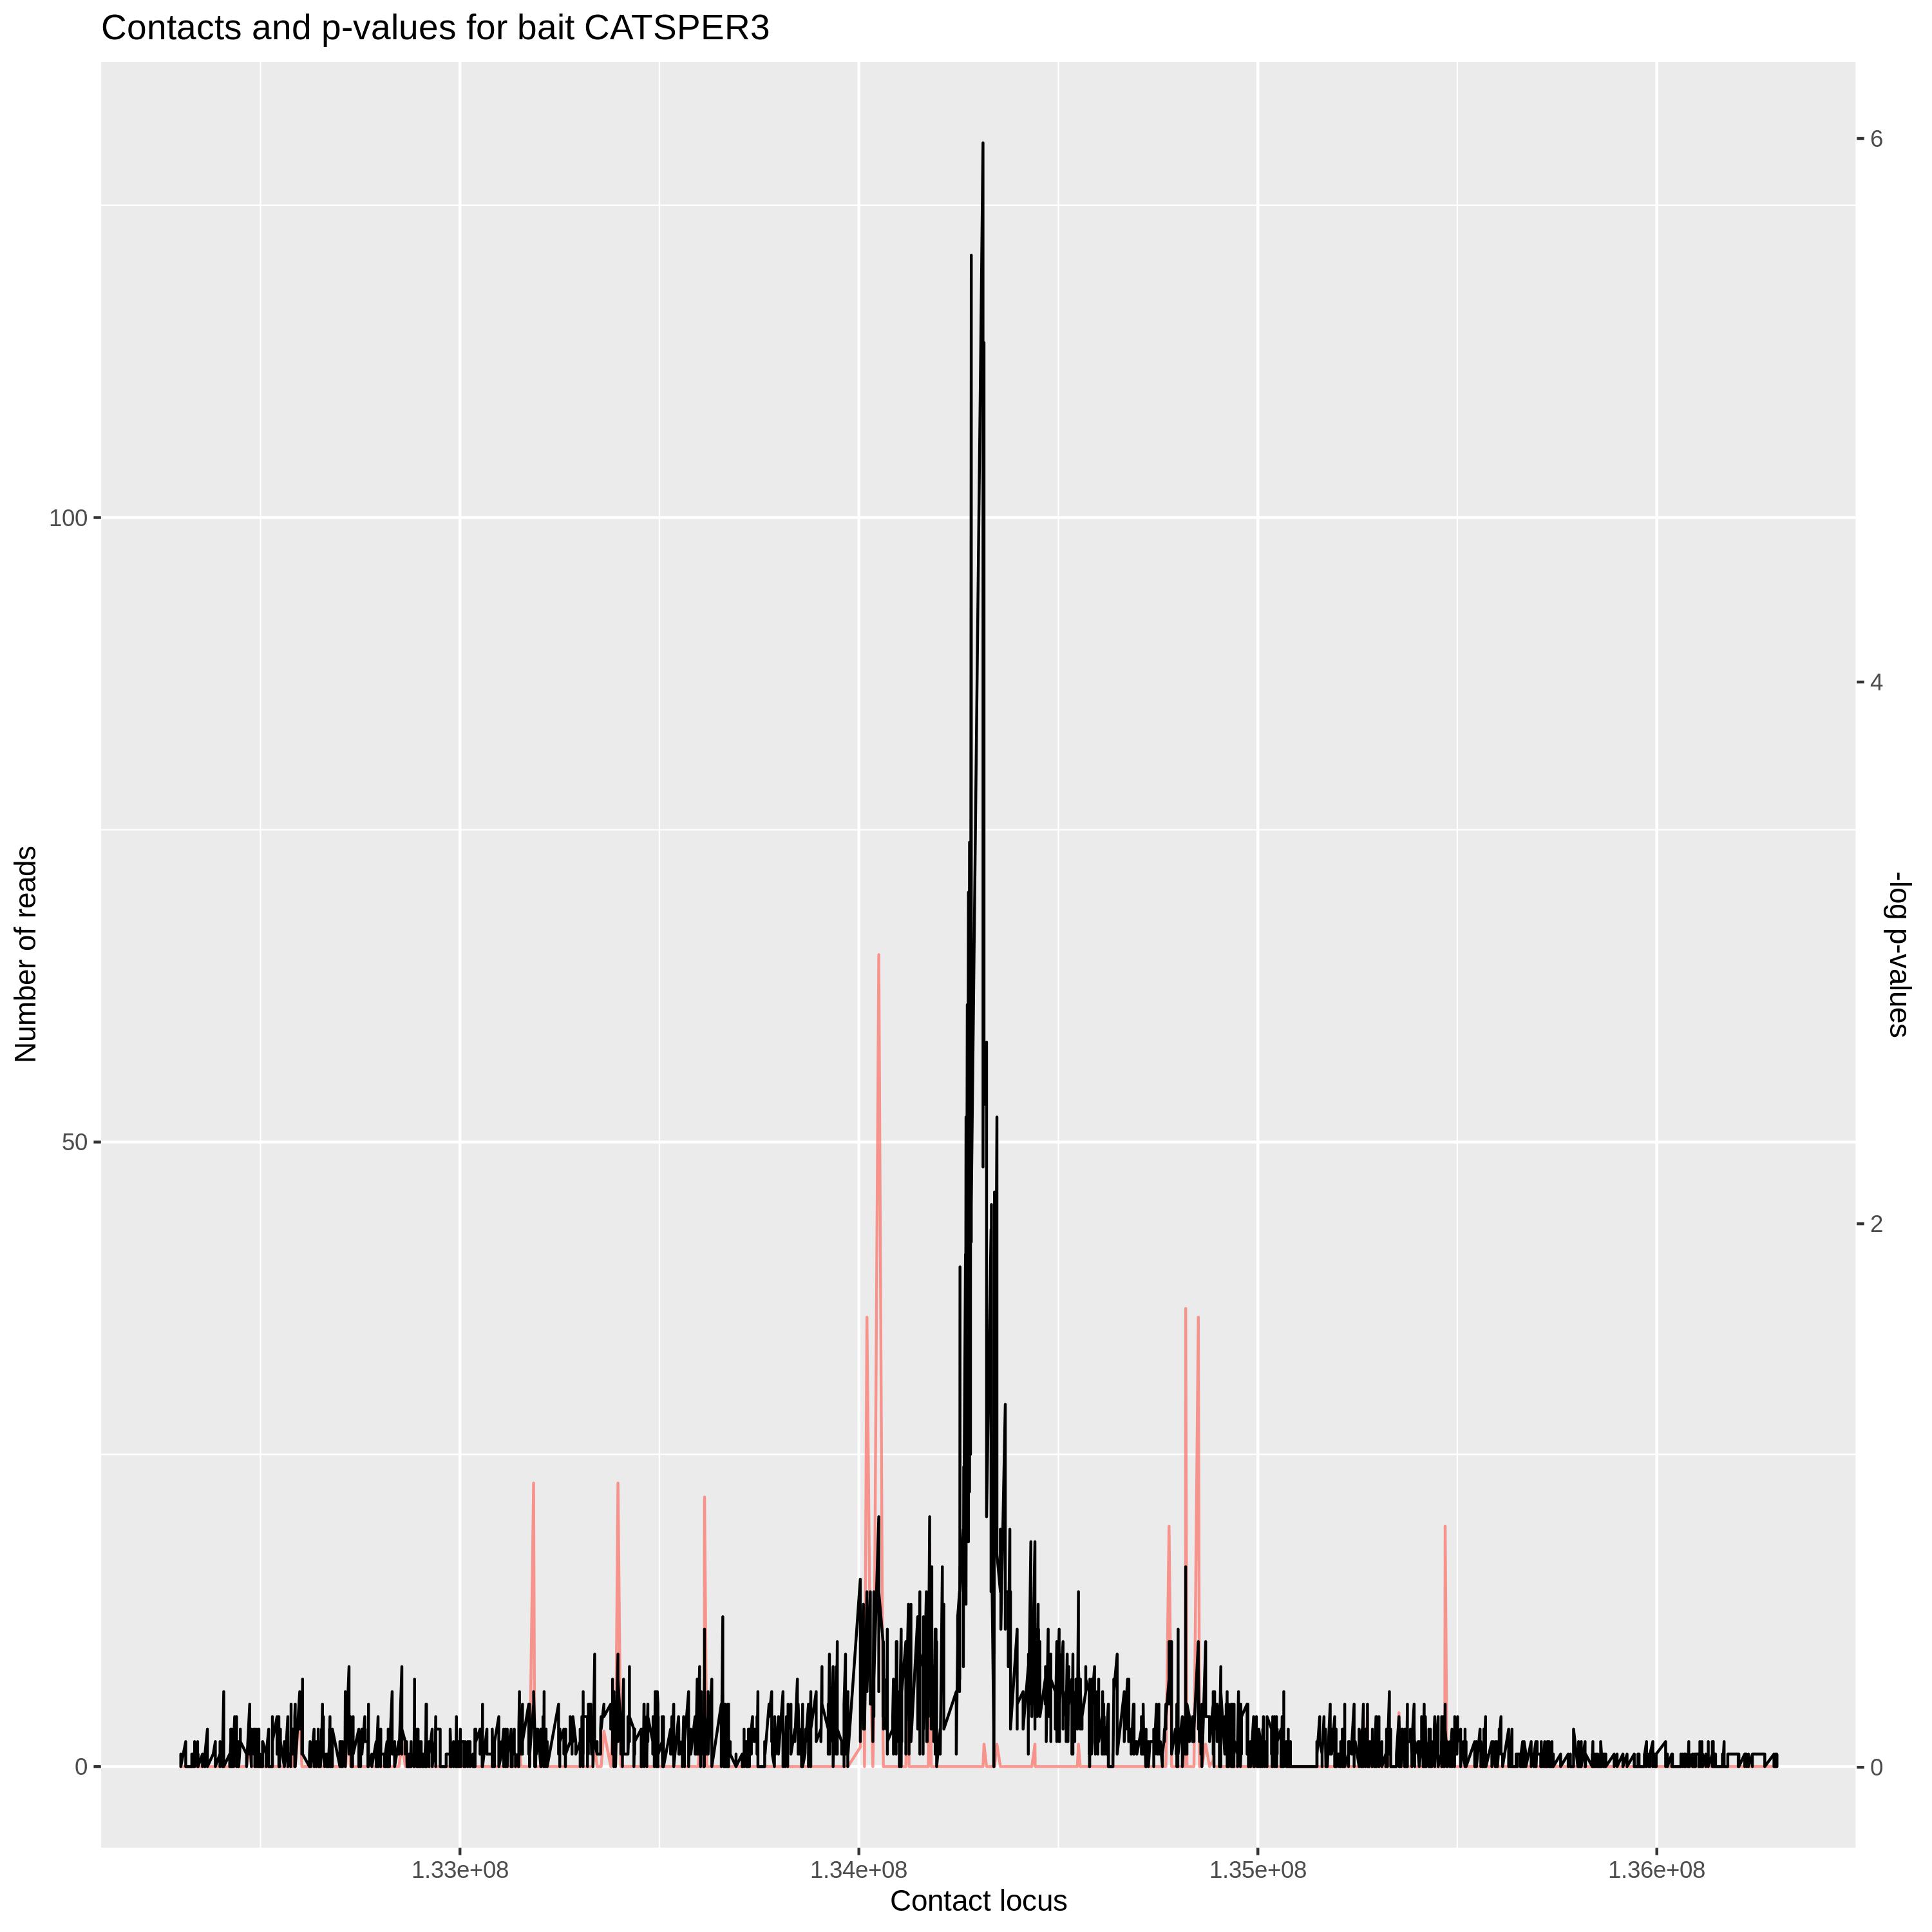 Contacts and p-values for bait CATSPER3
6
100
4
Number of reads
-log p-values
50
2
0
0
1.33e+08
1.34e+08
1.35e+08
1.36e+08
Contact locus